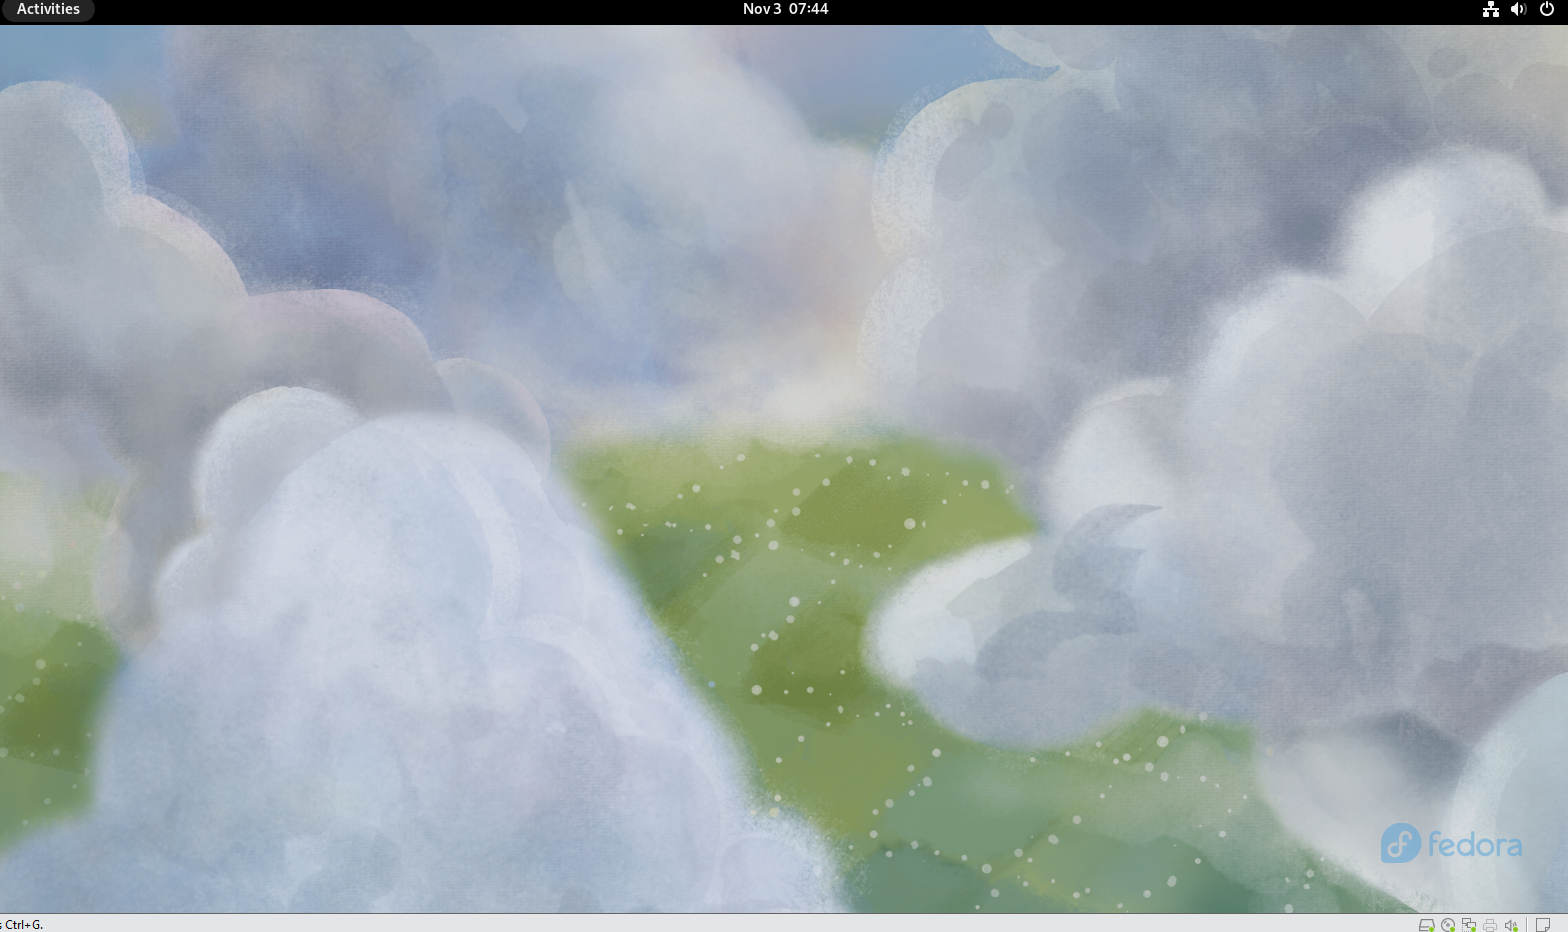 Activities
Nov 3 07:44
fedora
s Ctrl+G.